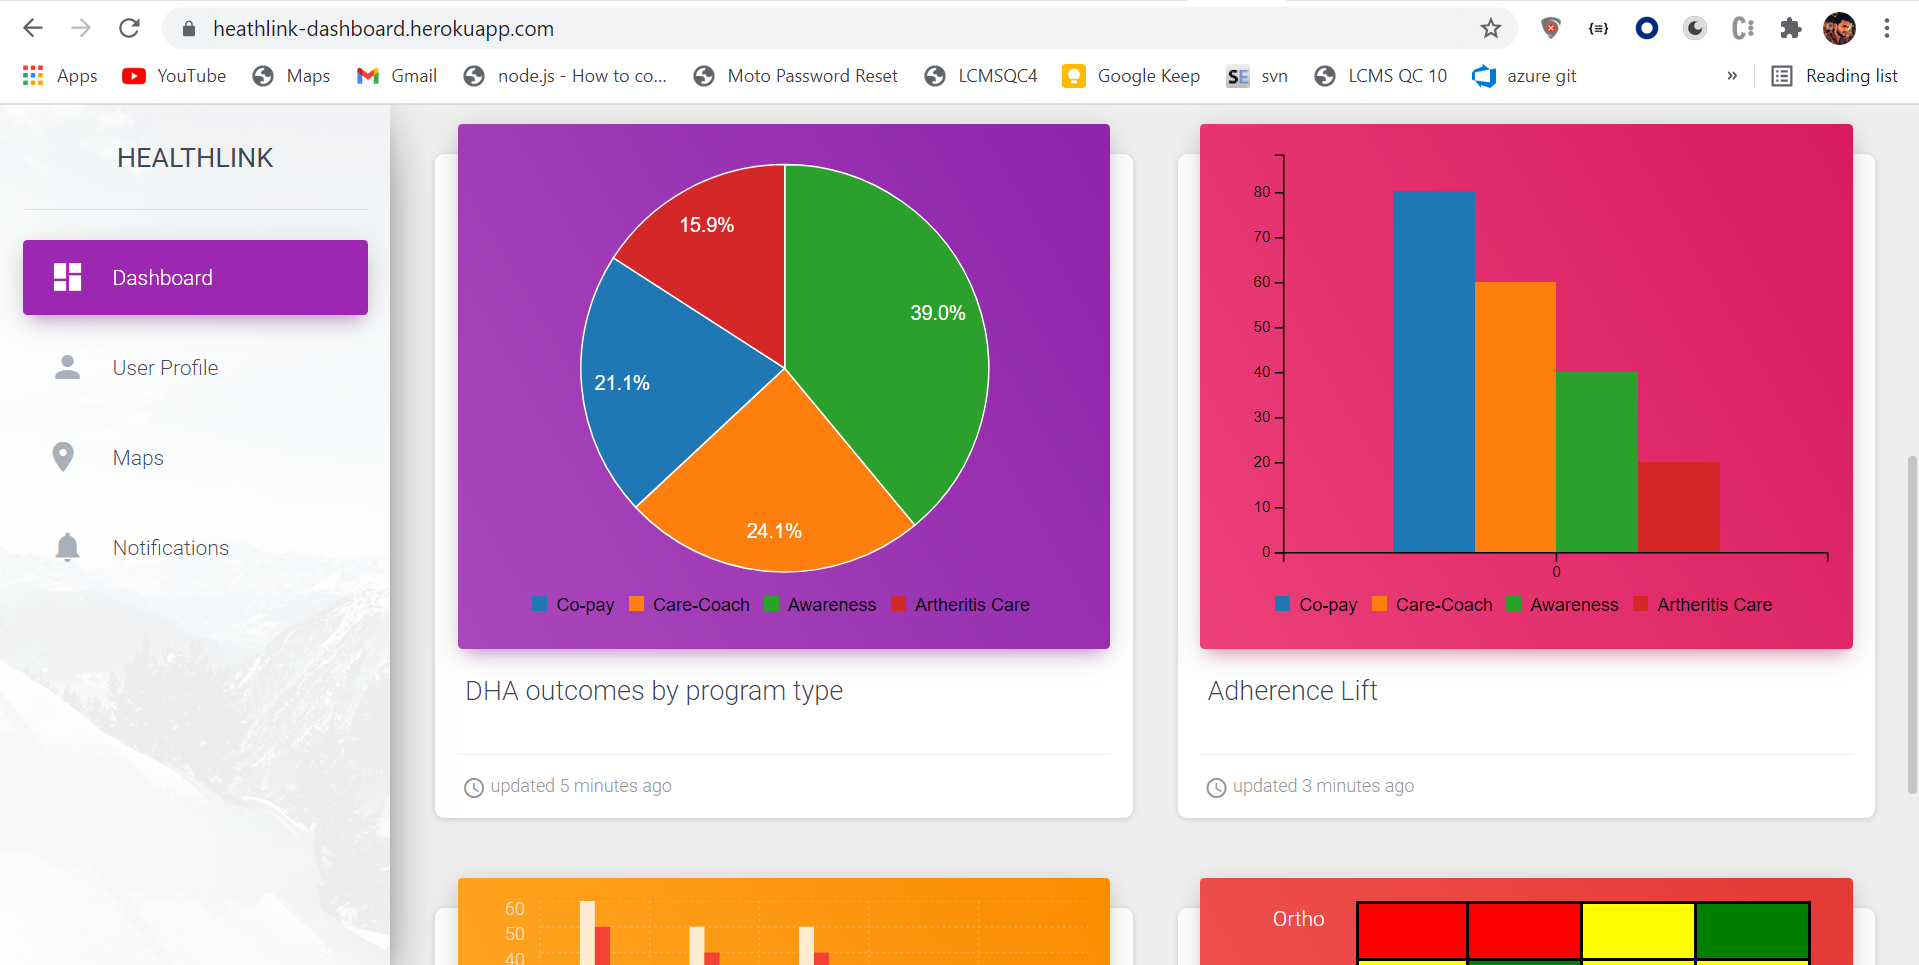 heathlink-dashboard.herokuapp.com
Apps YouTube Maps Gmail node.js - How to co... Moto Password Reset LCMSQC4 Google Keep SE svn LCMS QC 10 azure git » Reading list
HEALTHLINK
Dashboard
User Profile
Maps
Notifications
15.9%
39.0%
21.1%
24.1%
Co-pay Care-Coach Awareness Artheritis Care
DHA outcomes by program type
updated 5 minutes ago
80
70
60
50
40
30
20
10
0
0
Co-pay Care-Coach Awareness Artheritis Care
Adherence Lift
updated 3 minutes ago
60
50
40
Ortho